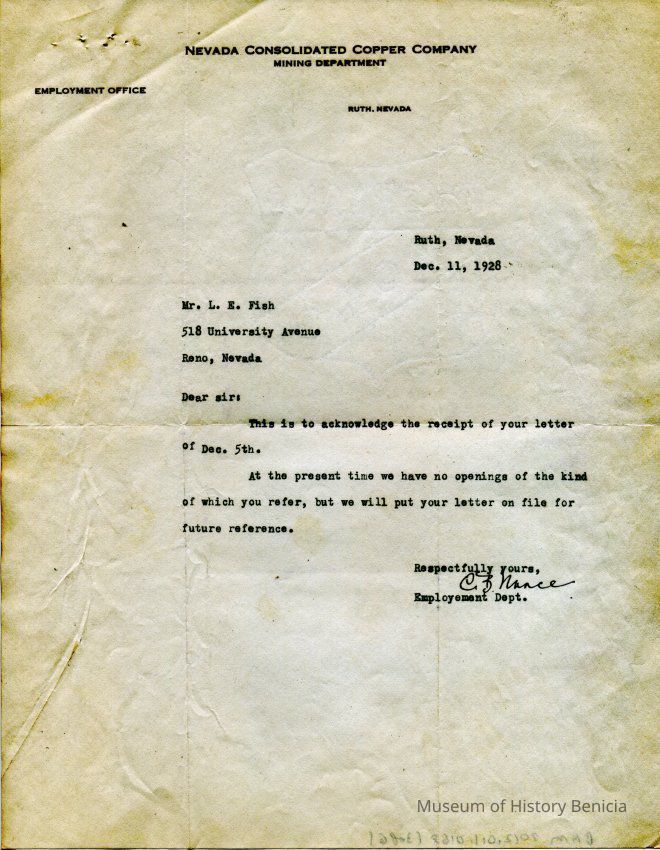 NEVADA CONSOLIDATED COPPER COMPANY
MINING DEPARTMENT
EMPLOYMENT OFFICE
RUTH, NEVADA
Ruth, Nevada
Dec. 11, 1928
Mr. L. E. Fish
518 University Avenue
Reno, Nevada
Dear sir:
This is to acknowledge the receipt of your letter
of Dec. 5th.
At the present time we have no openings of the kind
of which you refer, but we will put your letter on file for
future reference.
Respectfully yours,
C. B. Nance
Employement Dept.
Museum of History Benicia